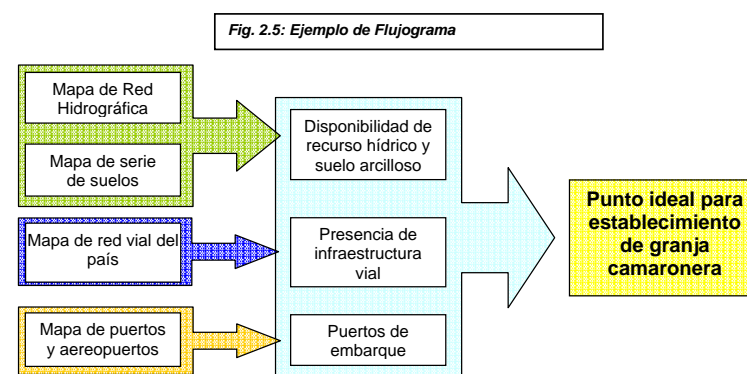 Fig. 2.5: Ejemplo de Flujograma
Mapa de Red
Hidrográfica
Mapa de serie
de suelos
Mapa de red vial del
país
Mapa de puertos
y aereopuertos
Disponibilidad de
recurso hídrico y
suelo arcilloso
Presencia de
infraestructura
vial
Puertos de
embarque
Punto ideal para
establecimiento
de granja
camaronera